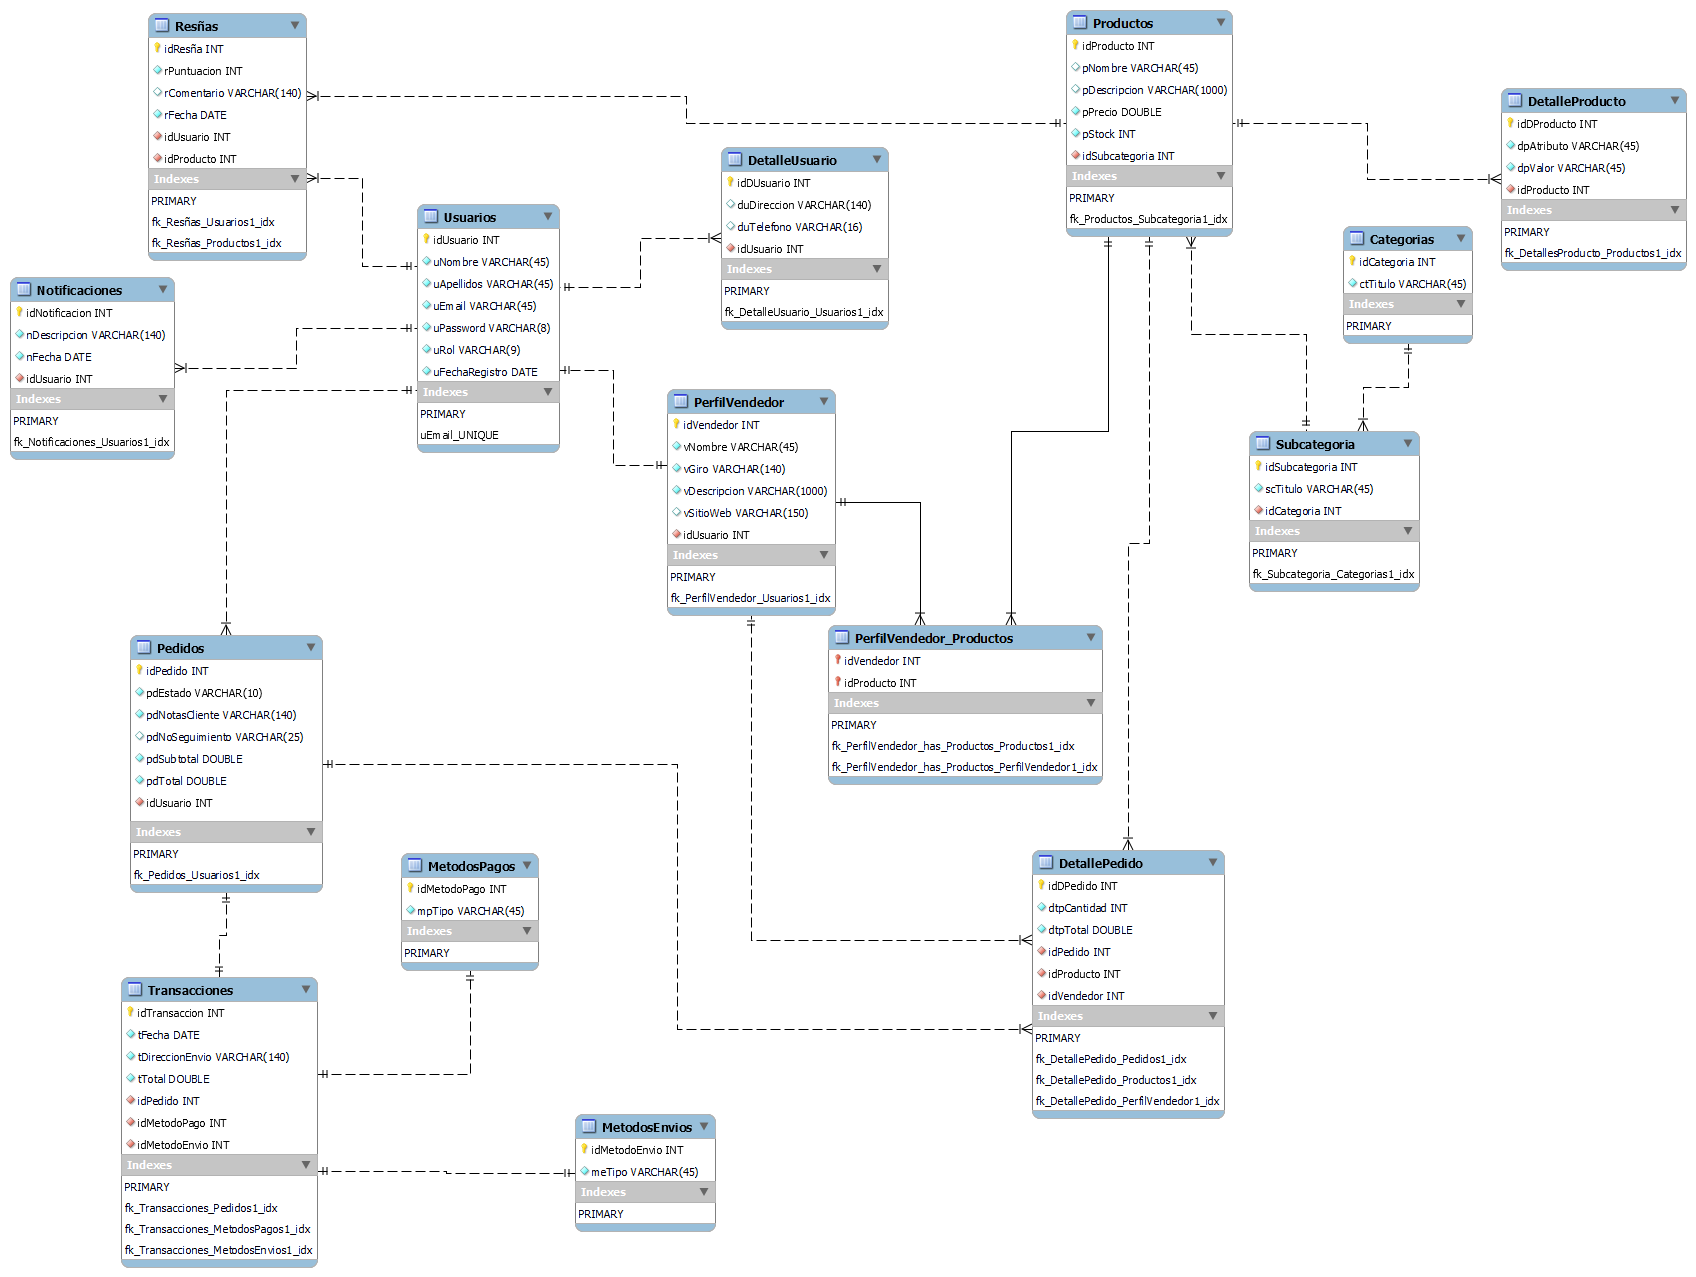 Resñas
idResña INT
rPuntuacion INT
rComentario VARCHAR(140)
rFecha DATE
idUsuario INT
idProducto INT
Indexes
PRIMARY
fk_Resñas_Usuarios1_idx
fk_Resñas_Productos1_idx
Productos
idProducto INT
pNombre VARCHAR(45)
pDescripcion VARCHAR(1000)
pPrecio DOUBLE
pStock INT
idSubcategoria INT
Indexes
PRIMARY
fk_Productos_Subcategoria1_idx
DetalleProducto
idDProducto INT
dpAtributo VARCHAR(45)
dpValor VARCHAR(45)
idProducto INT
Indexes
PRIMARY
fk_DetallesProducto_Productos1_idx
DetalleUsuario
idDUsuario INT
duDireccion VARCHAR(140)
duTelefono VARCHAR(16)
idUsuario INT
Indexes
PRIMARY
fk_DetalleUsuario_Usuarios1_idx
Usuarios
idUsuario INT
uNombre VARCHAR(45)
uApellidos VARCHAR(45)
uEmail VARCHAR(45)
uPassword VARCHAR(8)
uRol VARCHAR(9)
uFechaRegistro DATE
Indexes
PRIMARY
uEmail_UNIQUE
Categorias
idCategoria INT
ctTitulo VARCHAR(45)
Indexes
PRIMARY
Notificaciones
idNotificacion INT
nDescripcion VARCHAR(140)
nFecha DATE
idUsuario INT
Indexes
PRIMARY
fk_Notificaciones_Usuarios1_idx
PerfilVendedor
idVendedor INT
vNombre VARCHAR(45)
vGiro VARCHAR(140)
vDescripcion VARCHAR(1000)
vSitioWeb VARCHAR(150)
idUsuario INT
Indexes
PRIMARY
fk_PerfilVendedor_Usuarios1_idx
Subcategoria
idSubcategoria INT
scTitulo VARCHAR(45)
idCategoria INT
Indexes
PRIMARY
fk_Subcategoria_Categorias1_idx
PerfilVendedor_Productos
idVendedor INT
idProducto INT
Indexes
PRIMARY
fk_PerfilVendedor_has_Productos_Productos1_idx
fk_PerfilVendedor_has_Productos_PerfilVendedor1_idx
Pedidos
idPedido INT
pdEstado VARCHAR(10)
pdNotasCliente VARCHAR(140)
pdNoSeguimiento VARCHAR(25)
pdSubtotal DOUBLE
pdTotal DOUBLE
idUsuario INT
Indexes
PRIMARY
fk_Pedidos_Usuarios1_idx
MetodosPagos
idMetodoPago INT
mpTipo VARCHAR(45)
Indexes
PRIMARY
DetallePedido
idDPedido INT
dtpCantidad INT
dtpTotal DOUBLE
idPedido INT
idProducto INT
idVendedor INT
Indexes
PRIMARY
fk_DetallePedido_Pedidos1_idx
fk_DetallePedido_Productos1_idx
fk_DetallePedido_PerfilVendedor1_idx
Transacciones
idTransaccion INT
tFecha DATE
tDireccionEnvio VARCHAR(140)
tTotal DOUBLE
idPedido INT
idMetodoPago INT
idMetodoEnvio INT
Indexes
PRIMARY
fk_Transacciones_Pedidos1_idx
fk_Transacciones_MetodosPagos1_idx
fk_Transacciones_MetodosEnvios1_idx
MetodosEnvios
idMetodoEnvio INT
meTipo VARCHAR(45)
Indexes
PRIMARY